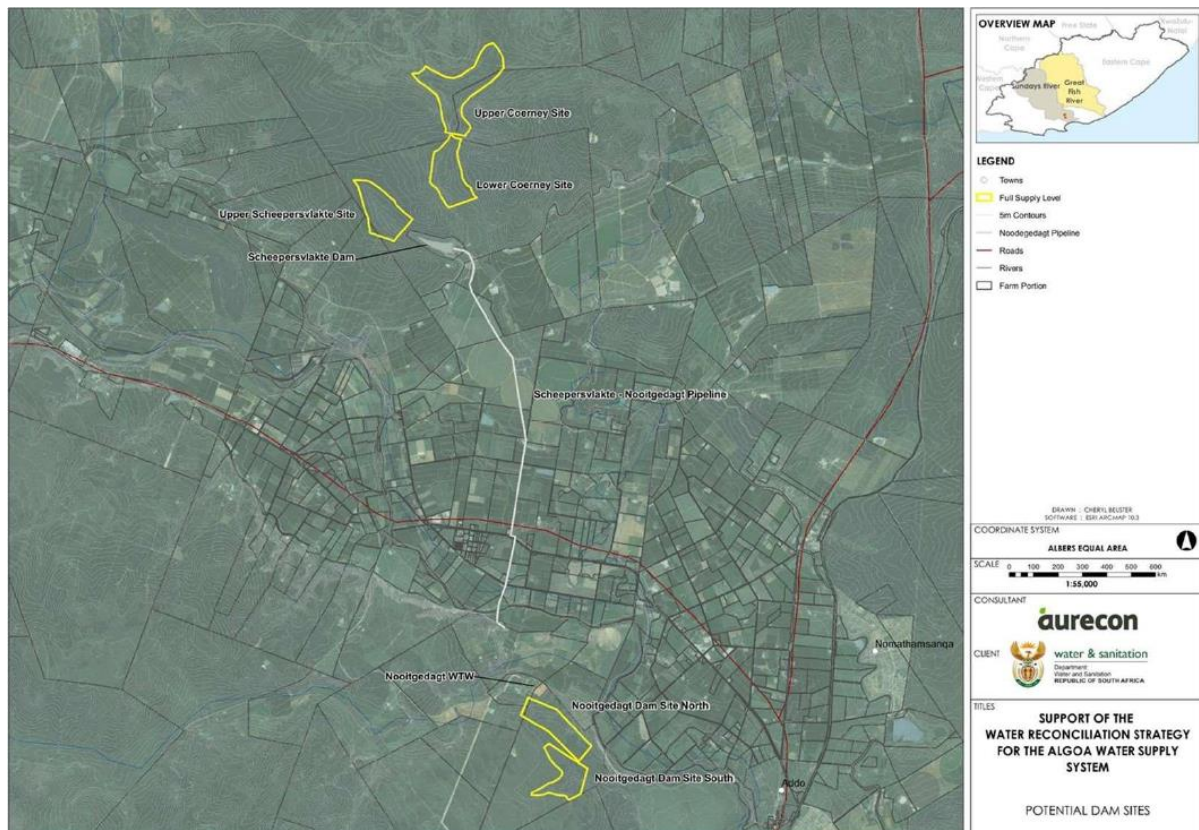 Upper Coerney Site
Lower Coerney Site
Upper Scheepersvlakte Site
Scheepersvlakte Dam
Scheepersvlakte - Nooitgedagt Pipeline
Nomathamsanqa
Nooitgedagt WTW
Nooitgedagt Dam Site North
Nooitgedagt Dam Site South
Addo
OVERVIEW MAP
Free State
Northern
Cape
Eastern Cape
Sundays River
Great
Fish
River
LEGEND
Towns
Full Supply Level
5m Contours
Noodegedagt Pipeline
Roads
Rivers
Farm Portion
DRAWN : CHERYL BEUSTER
SOFTWARE : ESRI ARCMAP 10.3
COORDINATE SYSTEM
ALBERS EQUAL AREA
SCALE
0 100 200 300 400 500 600
km
1:55,000
CONSULTANT
aurecon
CLIENT
water & sanitation
Department
Water and Sanitation
REPUBLIC OF SOUTH AFRICA
TITLES
SUPPORT OF THE
WATER RECONCILIATION STRATEGY
FOR THE ALGOA WATER SUPPLY
SYSTEM
POTENTIAL DAM SITES